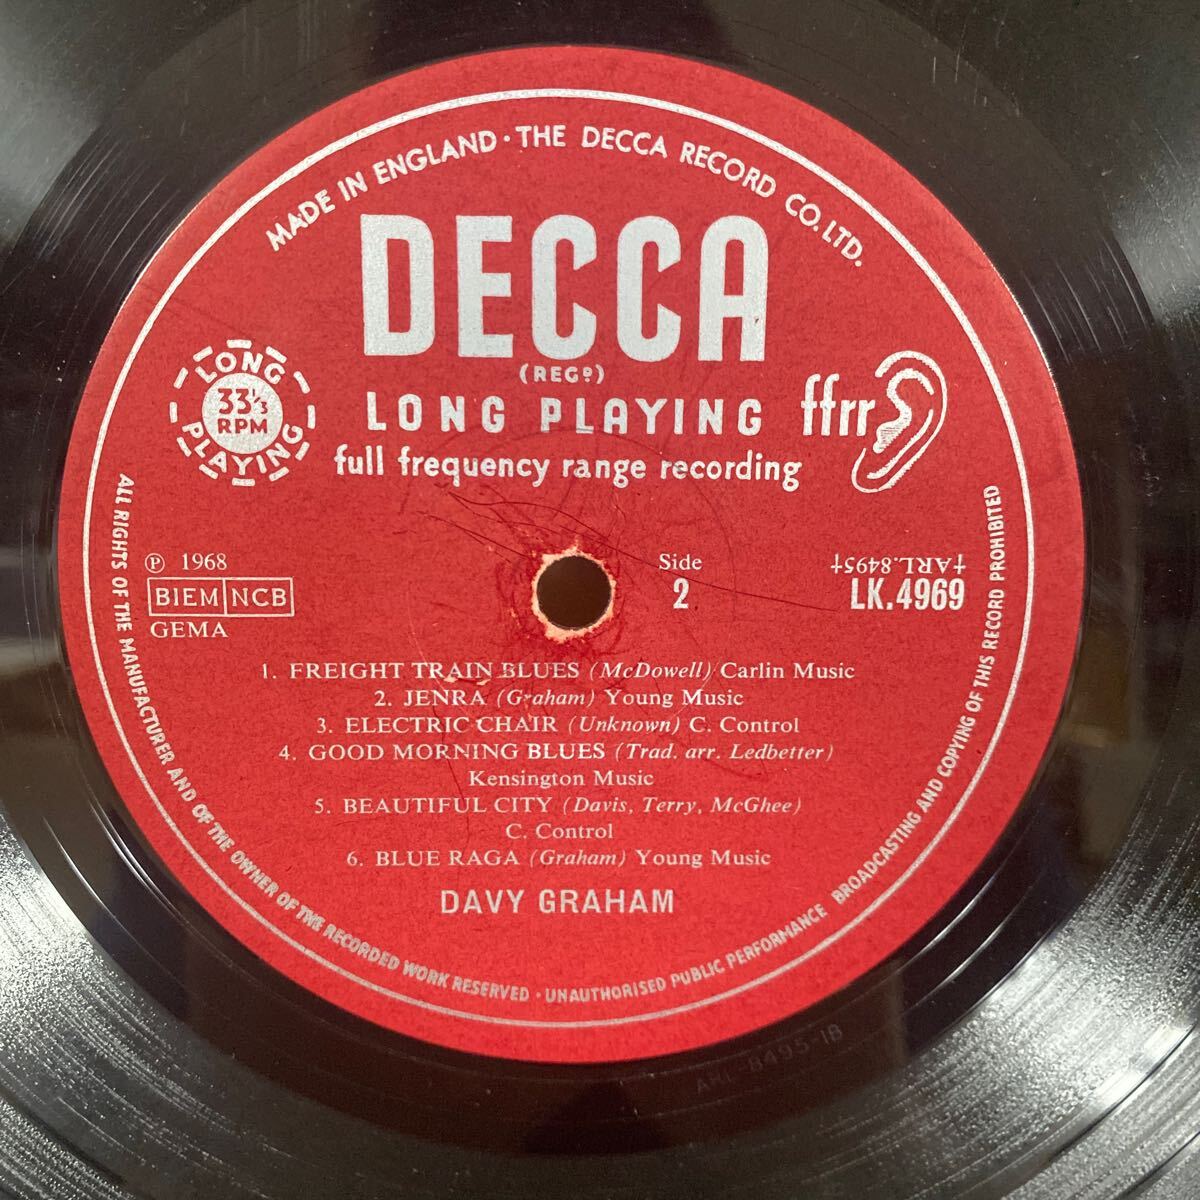 MADE IN ENGLAND · THE DECCA RECORD CO. LTD.
DECCA
(REGᴰ)
LONG PLAYING
full frequency range recording
LONG
33⅓
RPM
PLAYING
ffrr
℗ 1968
BIEM NCB
GEMA
Side
2
†ARL.8495†
LK.4969
1. FREIGHT TRAIN BLUES (McDowell) Carlin Music
2. JENRA (Graham) Young Music
3. ELECTRIC CHAIR (Unknown) C. Control
4. GOOD MORNING BLUES (Trad. arr. Ledbetter)
Kensington Music
5. BEAUTIFUL CITY (Davis, Terry, McGhee)
C. Control
6. BLUE RAGA (Graham) Young Music
DAVY GRAHAM
ALL RIGHTS OF THE MANUFACTURER AND OF THE OWNER OF THE RECORDED WORK RESERVED · UNAUTHORISED PUBLIC PERFORMANCE BROADCASTING AND COPYING OF THIS RECORD PROHIBITED
ARL-8495-1B